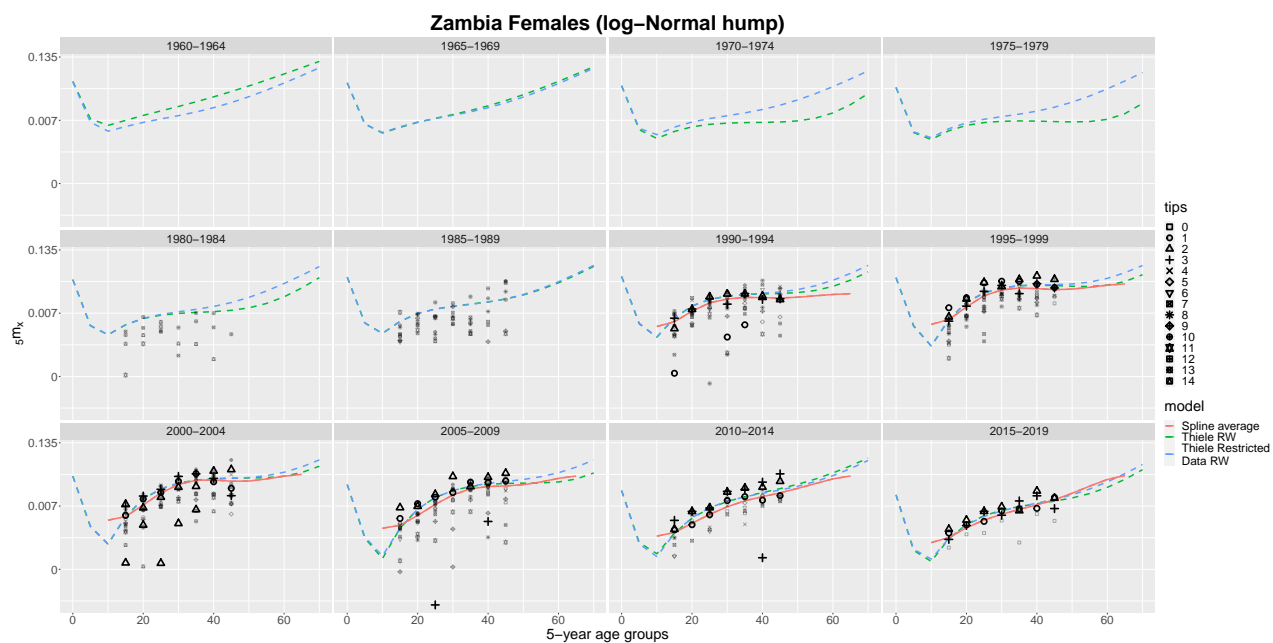 Zambia Females (log−Normal hump)
1960−1964
1965−1969
1970−1974
1975−1979
0.135
0.007
0
1980−1984
1985−1989
1990−1994
1995−1999
0.135
0.007
0
2000−2004
2005−2009
2010−2014
2015−2019
0.135
0.007
0
5mx
0 20 40 60
0 20 40 60
0 20 40 60
0 20 40 60
5−year age groups
tips
0
1
2
3
4
5
6
7
8
9
10
11
12
13
14
model
Spline average
Thiele RW
Thiele Restricted
Data RW